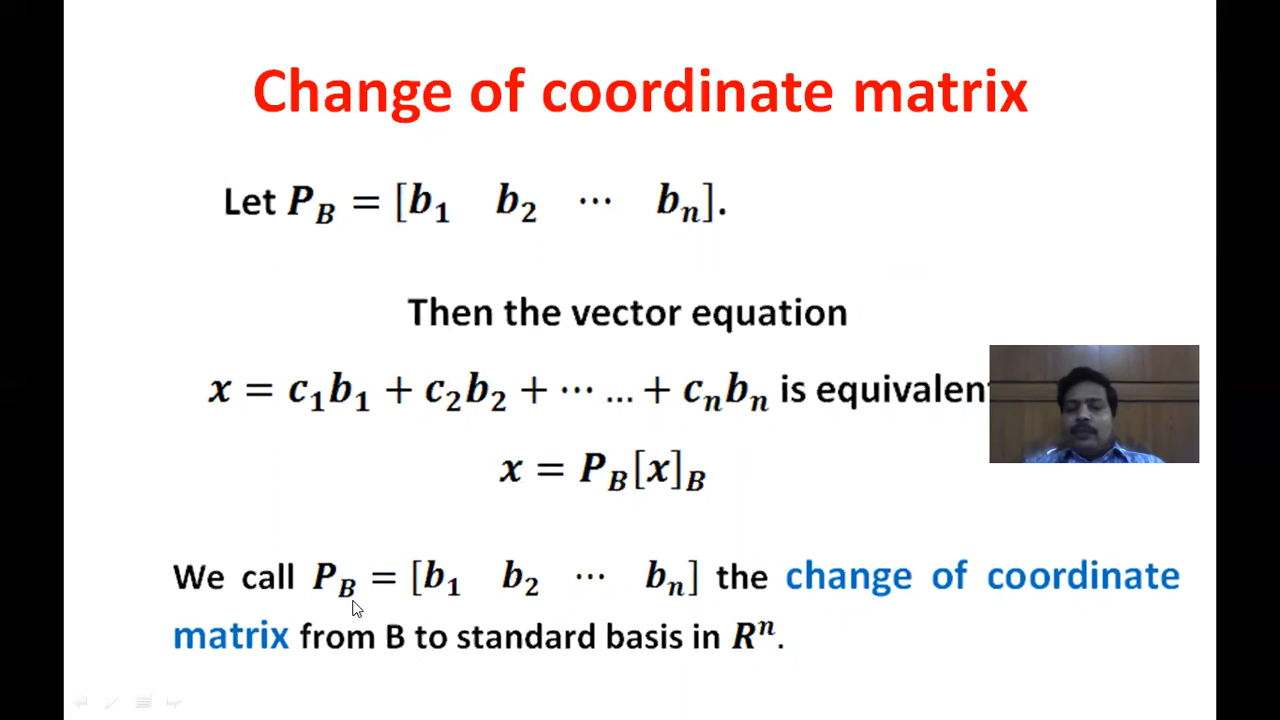 Change of coordinate matrix
Let P_B = [b_1 b_2 ⋯ b_n].
Then the vector equation
x = c_1b_1 + c_2b_2 + ⋯ ... + c_nb_n is equivalen
x = P_B[x]_B
We call P_B = [b_1 b_2 ⋯ b_n] the change of coordinate
matrix from B to standard basis in R^n.